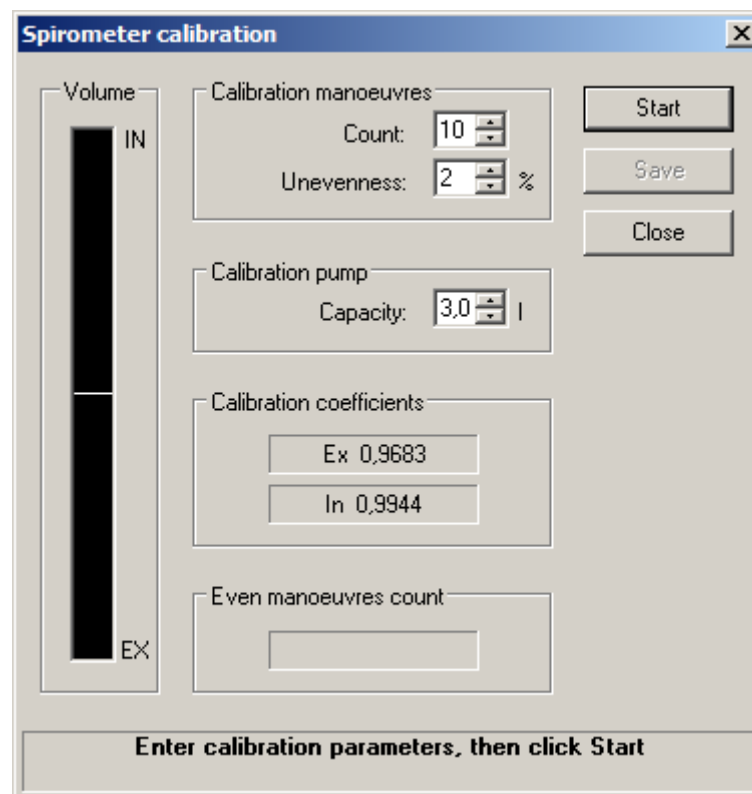 Spirometer calibration
Volume
IN
EX
Calibration manoeuvres
Count: 10
Unevenness: 2 %
Calibration pump
Capacity: 3,0 l
Calibration coefficients
Ex 0,9683
In 0,9944
Even manoeuvres count
Start
Save
Close
Enter calibration parameters, then click Start